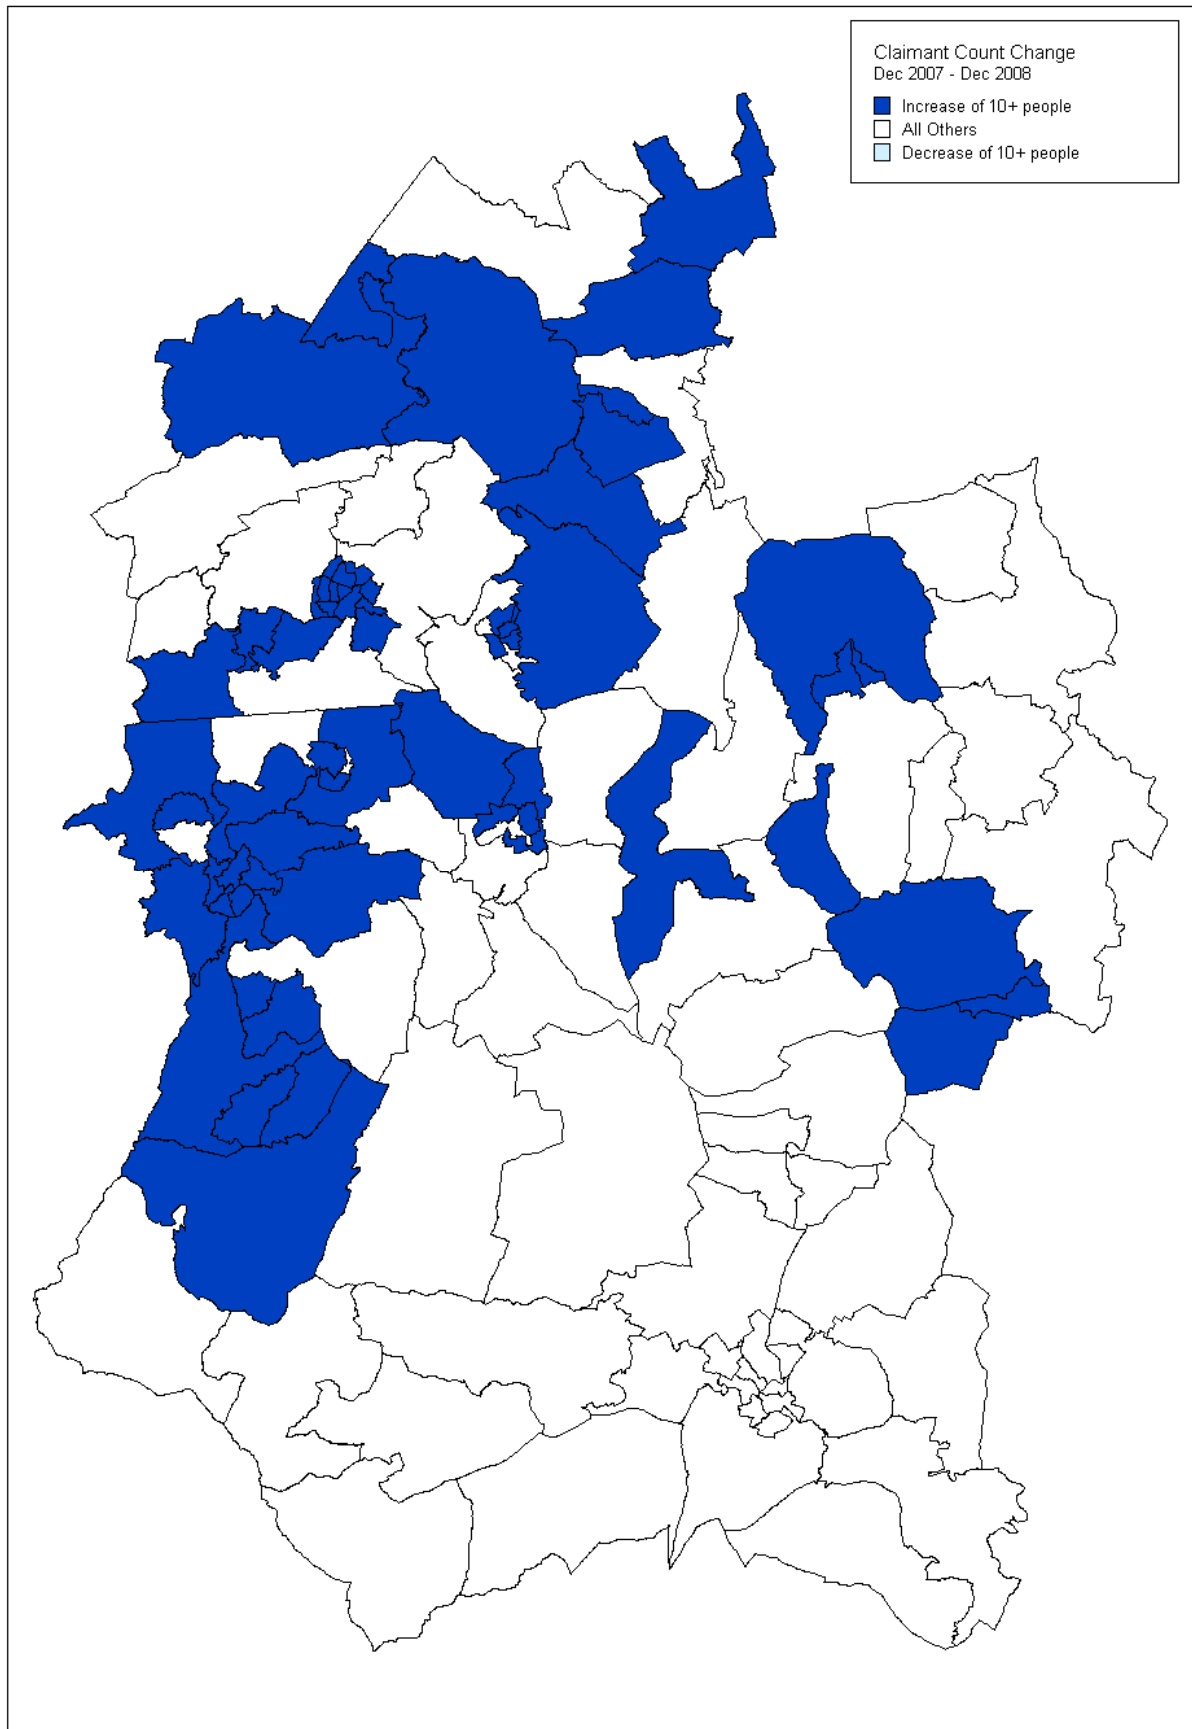 Claimant Count Change
Dec 2007 - Dec 2008
Increase of 10+ people
All Others
Decrease of 10+ people